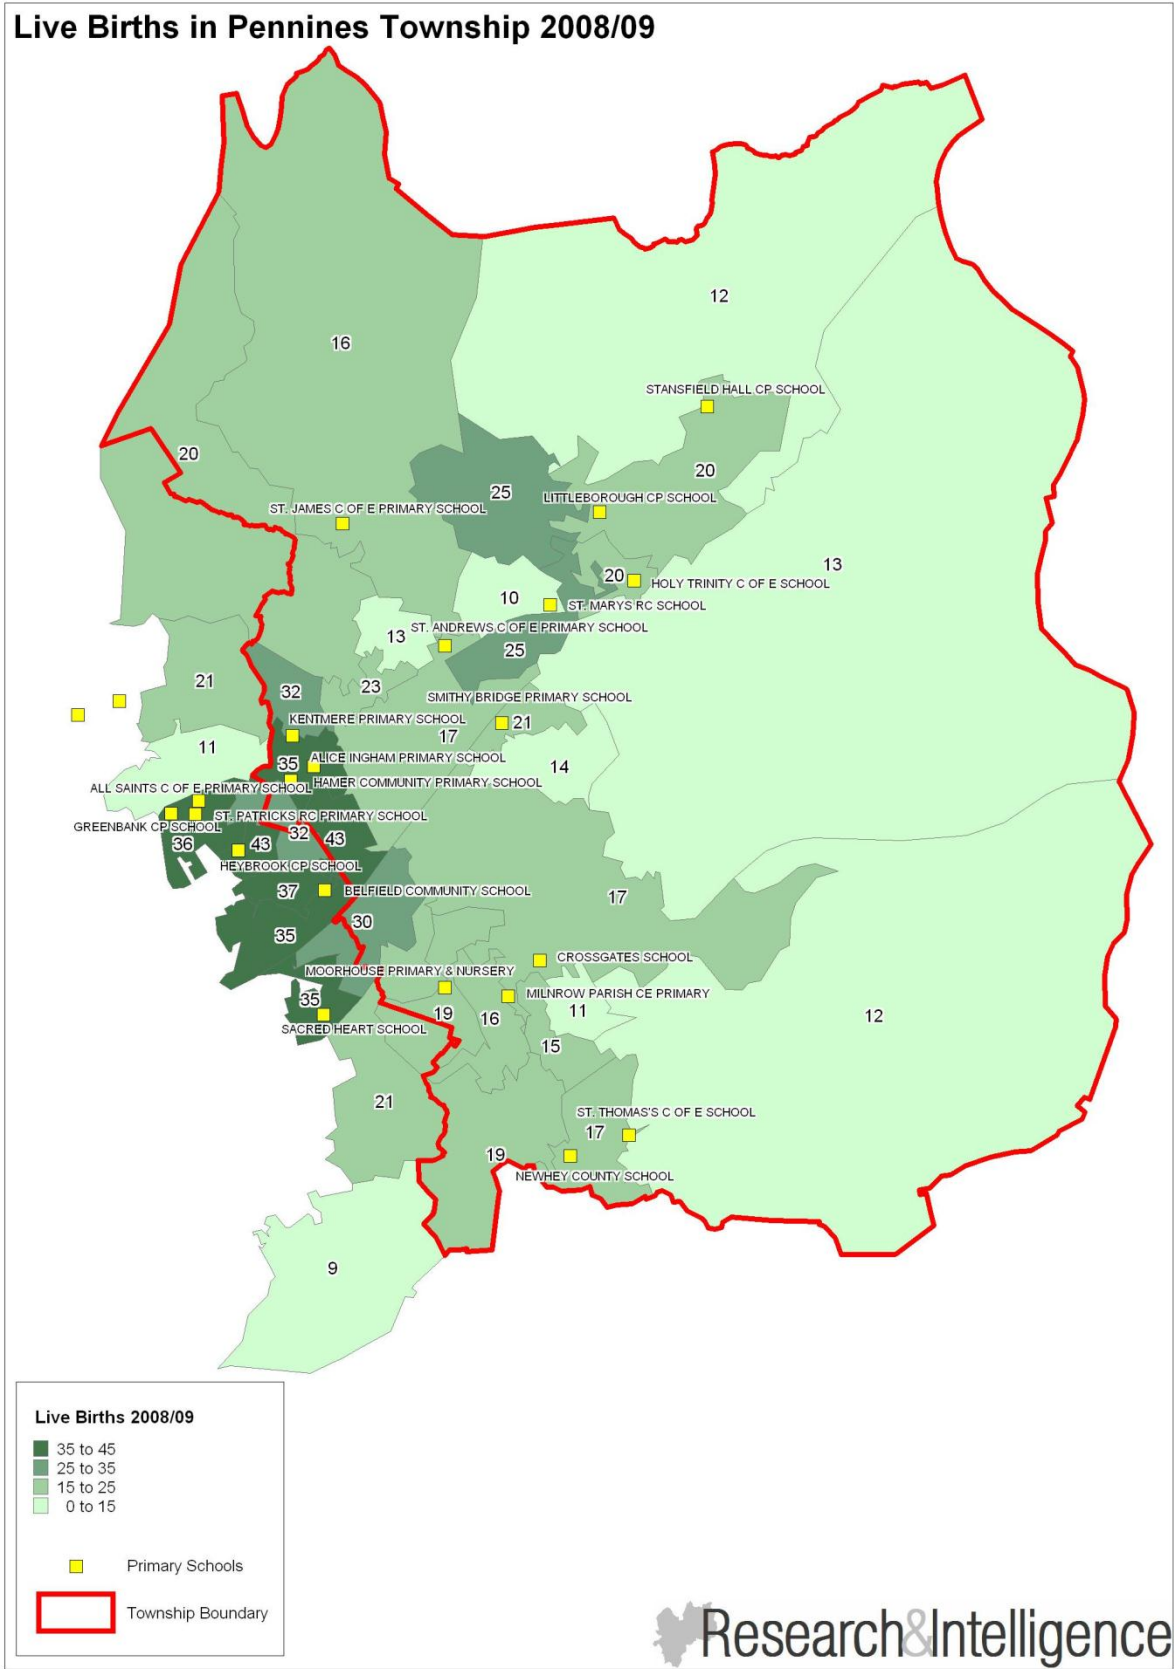 Live Births in Pennines Township 2008/09
12
16
STANSFIELD HALL CP SCHOOL
20
20
25
LITTLEBOROUGH CP SCHOOL
ST. JAMES C OF E PRIMARY SCHOOL
13
20
HOLY TRINITY C OF E SCHOOL
10
ST. MARYS RC SCHOOL
ST. ANDREWS C OF E PRIMARY SCHOOL
13
25
21
23
32
SMITHY BRIDGE PRIMARY SCHOOL
KENTMERE PRIMARY SCHOOL
21
17
11
ALICE INGHAM PRIMARY SCHOOL
35
14
HAMER COMMUNITY PRIMARY SCHOOL
ALL SAINTS C OF E PRIMARY SCHOOL
ST. PATRICKS RC PRIMARY SCHOOL
GREENBANK CP SCHOOL
32
43
36
43
HEYBROOK CP SCHOOL
37
BELFIELD COMMUNITY SCHOOL
17
30
35
CROSSGATES SCHOOL
MOORHOUSE PRIMARY & NURSERY
MILNROW PARISH CE PRIMARY
35
19
16
11
12
SACRED HEART SCHOOL
15
21
ST. THOMAS'S C OF E SCHOOL
17
19
NEWHEY COUNTY SCHOOL
9
Live Births 2008/09
35 to 45
25 to 35
15 to 25
0 to 15
Primary Schools
Township Boundary
Research&Intelligence